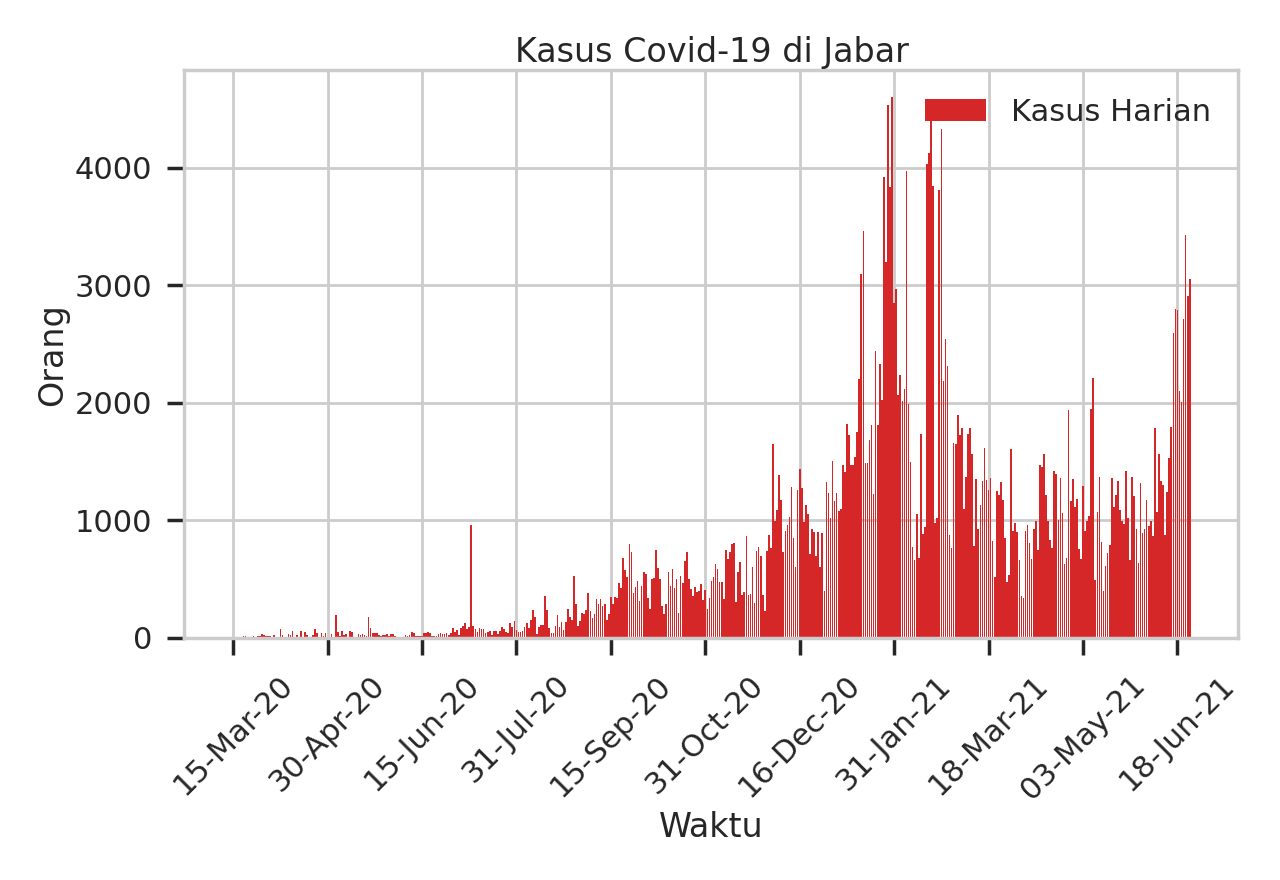 Kasus Covid-19 di Jabar
Kasus Harian
Orang
4000
3000
2000
1000
0
15-Mar-20
30-Apr-20
15-Jun-20
31-Jul-20
15-Sep-20
31-Oct-20
16-Dec-20
31-Jan-21
18-Mar-21
03-May-21
18-Jun-21
Waktu